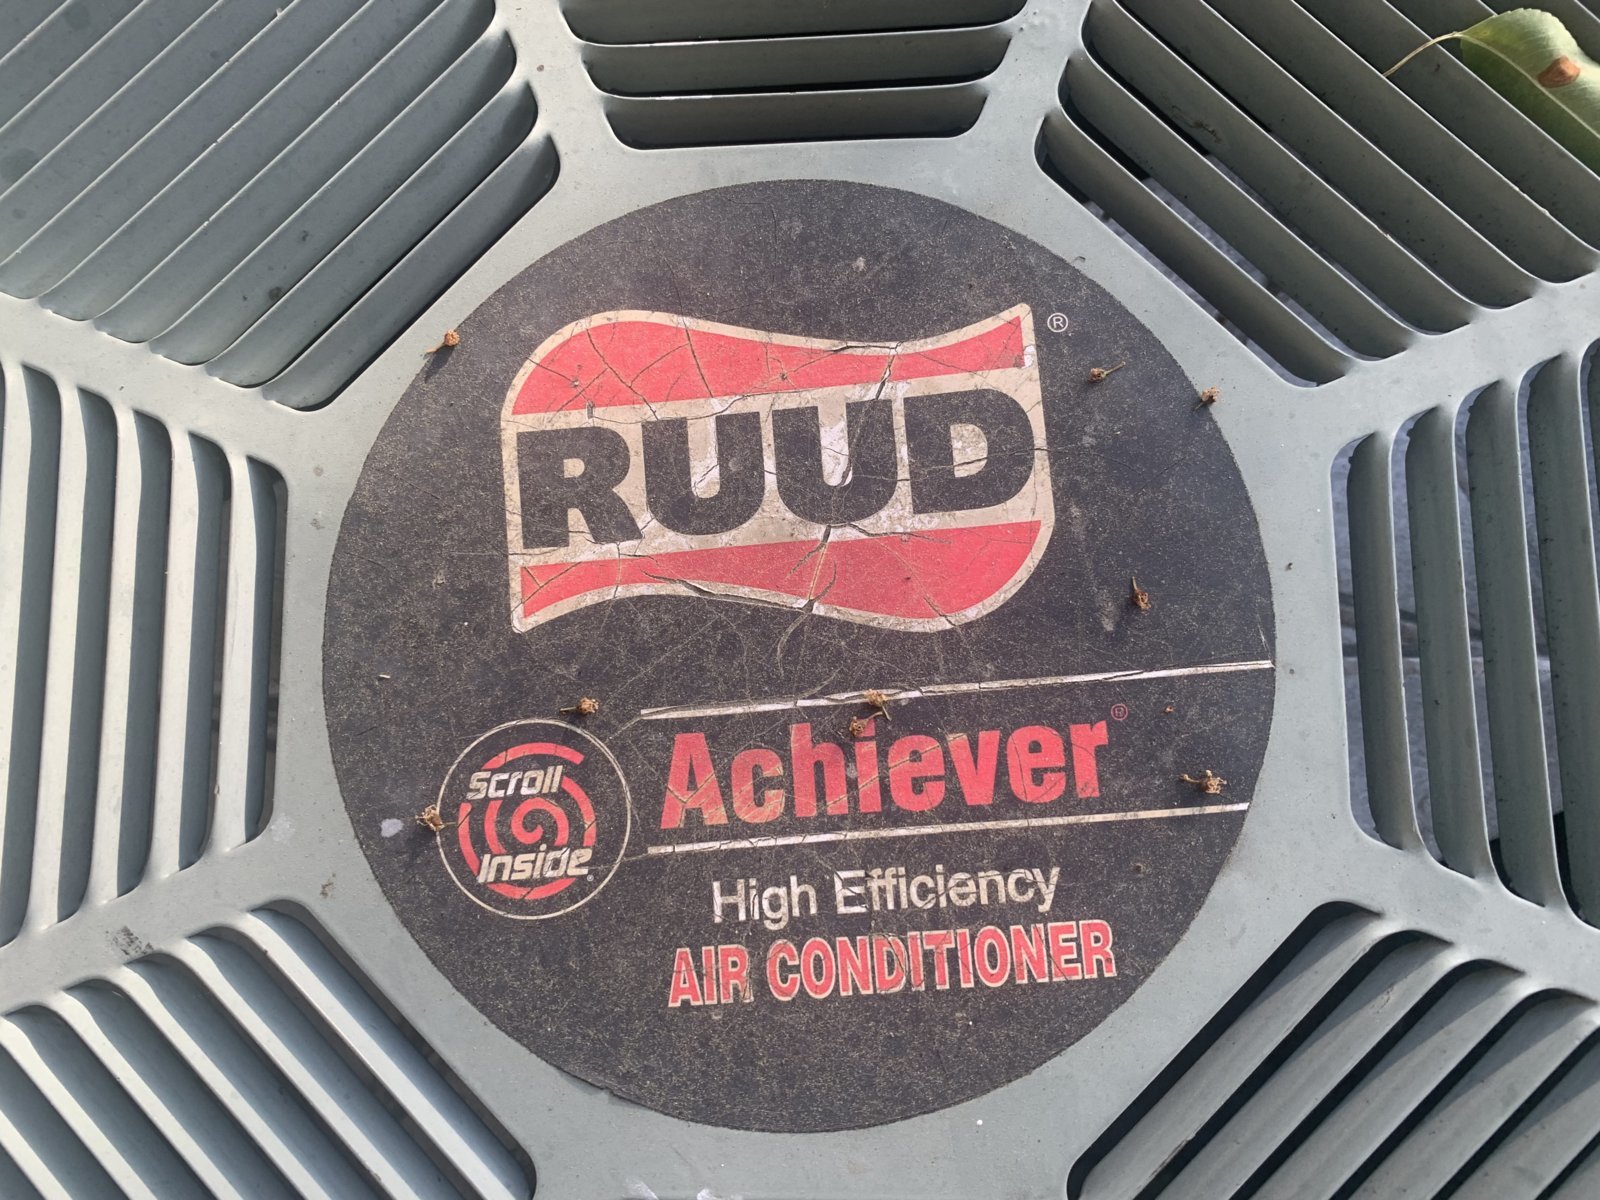 RUUD®
Achiever®
Scroll
Inside
High Efficiency
AIR CONDITIONER